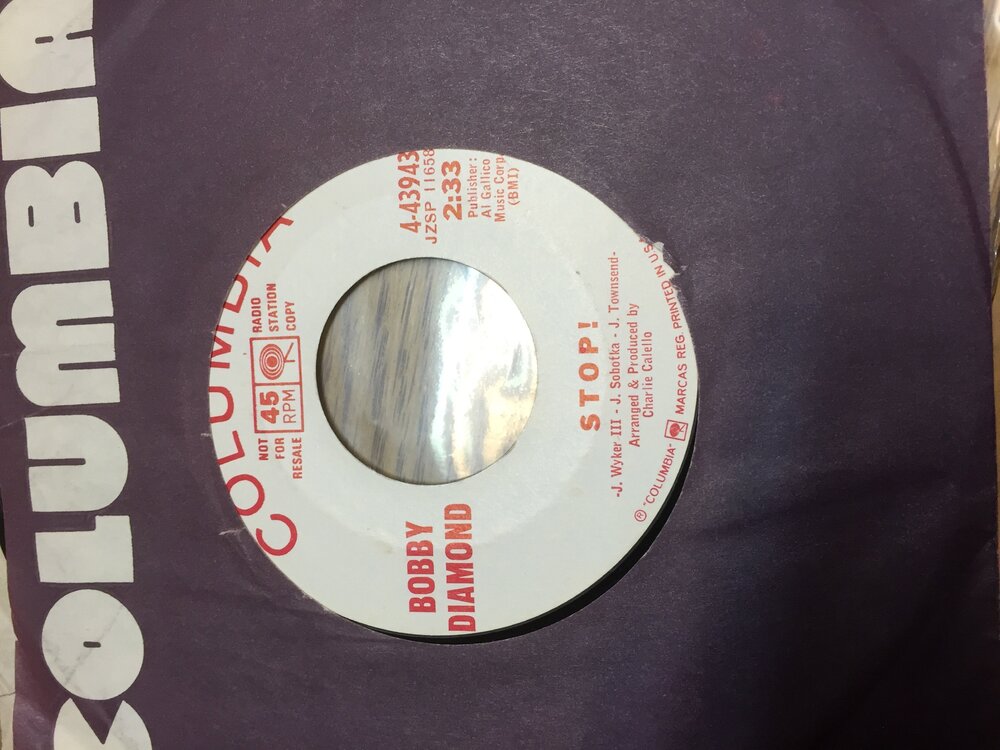 COLUMBIA
COLUMBIA
NOT
FOR
RESALE
45
RPM
RADIO
STATION
COPY
BOBBY
DIAMOND
4-43943
JZSP 11658
2:33
Publisher:
Al Gallico
Music Corp
(BMI)
STOP!
-J. Wyker III - J. Sobotka - J. Townsend-
Arranged & Produced by
Charlie Calello
® "COLUMBIA" MARCAS REG. PRINTED IN USA